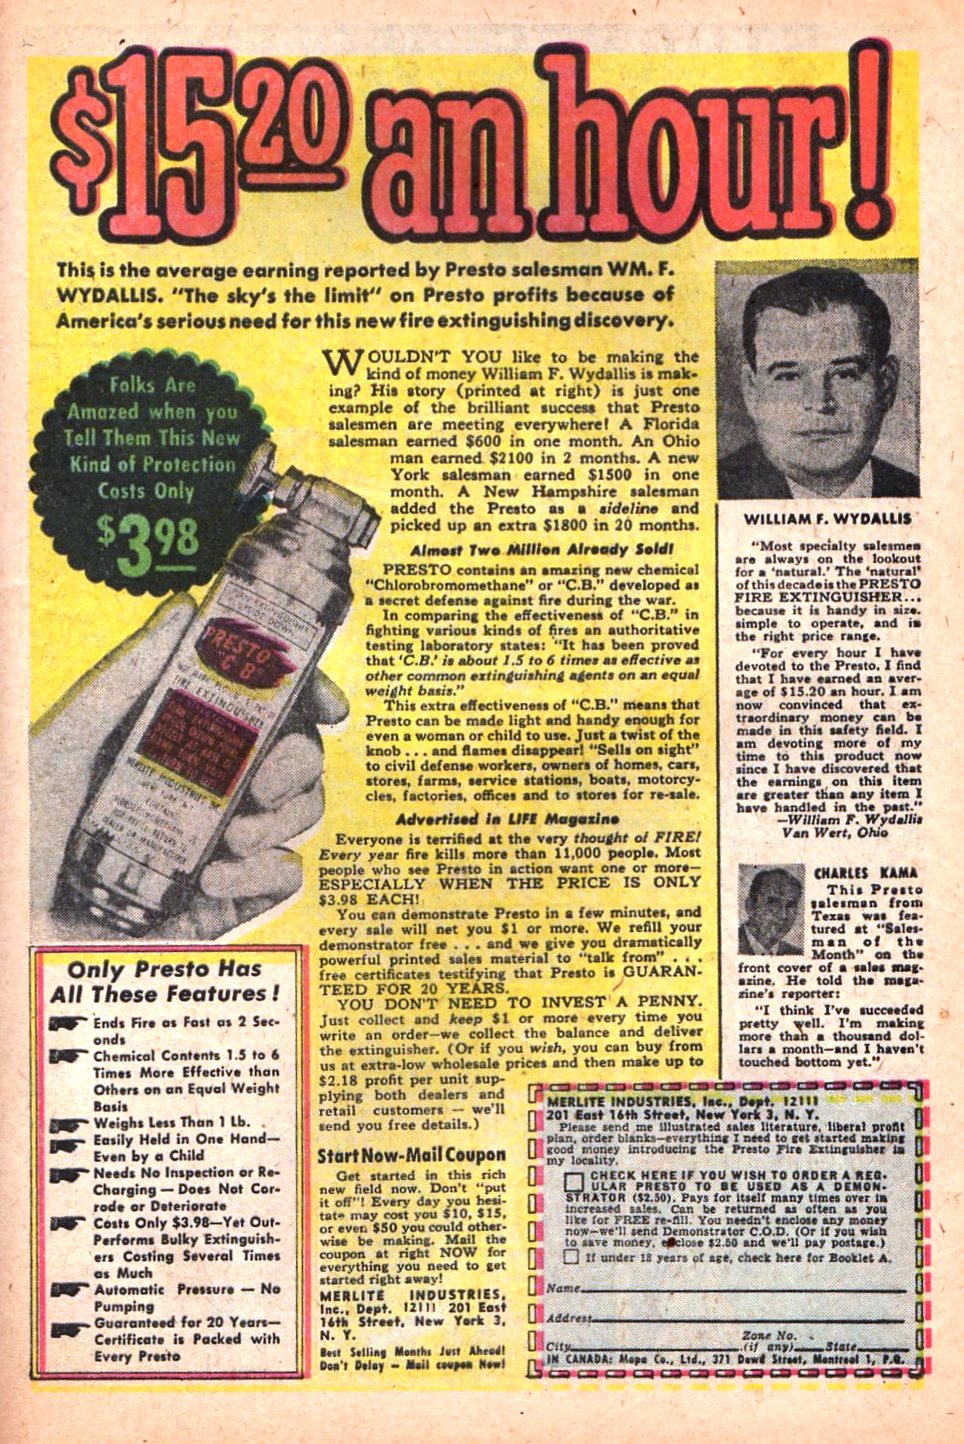 $15.20 an hour!
This is the average earning reported by Presto salesman WM. F.
WYDALLIS. "The sky's the limit" on Presto profits because of
America's serious need for this new fire extinguishing discovery.
Folks Are
Amazed when you
Tell Them This New
Kind of Protection
Costs Only
$3.98
PRESTO
"C B"
FIRE EXTINGUISHER
MERLITE INDUSTRIES
WOULDN'T YOU like to be making the
kind of money William F. Wydallis is mak-
ing? His story (printed at right) is just one
example of the brilliant success that Presto
salesmen are meeting everywhere! A Florida
salesman earned $600 in one month. An Ohio
man earned $2100 in 2 months. A new
York salesman earned $1500 in one
month. A New Hampshire salesman
added the Presto as a sideline and
picked up an extra $1800 in 20 months.
Almost Two Million Already Sold!
PRESTO contains an amazing new chemical
"Chlorobromomethane" or "C.B." developed as
a secret defense against fire during the war.
In comparing the effectiveness of "C.B." in
fighting various kinds of fires an authoritative
testing laboratory states: "It has been proved
that 'C.B.' is about 1.5 to 6 times as effective as
other common extinguishing agents on an equal
weight basis."
This extra effectiveness of "C.B." means that
Presto can be made light and handy enough for
even a woman or child to use. Just a twist of the
knob . . . and flames disappear! "Sells on sight"
to civil defense workers, owners of homes, cars,
stores, farms, service stations, boats, motorcy-
cles, factories, offices and to stores for re-sale.
Advertised in LIFE Magazine
Everyone is terrified at the very thought of FIRE!
Every year fire kills more than 11,000 people. Most
people who see Presto in action want one or more—
ESPECIALLY WHEN THE PRICE IS ONLY
$3.98 EACH!
You can demonstrate Presto in a few minutes, and
every sale will net you $1 or more. We refill your
demonstrator free . . . and we give you dramatically
powerful printed sales material to "talk from" . . .
free certificates testifying that Presto is GUARAN-
TEED FOR 20 YEARS.
YOU DON'T NEED TO INVEST A PENNY.
Just collect and keep $1 or more every time you
write an order—we collect the balance and deliver
the extinguisher. (Or if you wish, you can buy from
us at extra-low wholesale prices and then make up to
$2.18 profit per unit sup-
plying both dealers and
retail customers — we'll
send you free details.)
Start Now-Mail Coupon
Get started in this rich
new field now. Don't "put
it off"! Every day you hesi-
tate may cost you $10, $15,
or even $50 you could other-
wise be making. Mail the
coupon at right NOW for
everything you need to get
started right away!
MERLITE INDUSTRIES,
Inc., Dept. 12111 201 East
16th Street, New York 3,
N. Y.
Best Selling Months Just Ahead!
Don't Delay — Mail coupon Now!
WILLIAM F. WYDALLIS
"Most specialty salesmen
are always on the lookout
for a 'natural.' The 'natural'
of this decade is the PRESTO
FIRE EXTINGUISHER...
because it is handy in size,
simple to operate, and is
the right price range.
"For every hour I have
devoted to the Presto, I find
that I have earned an aver-
age of $15.20 an hour. I am
now convinced that ex-
traordinary money can be
made in this safety field. I
am devoting more of my
time to this product now
since I have discovered that
the earnings on this item
are greater than any item I
have handled in the past."
—William F. Wydallis
Van Wert, Ohio
CHARLES KAMA
This Presto
salesman from
Texas was fea-
tured at "Sales-
man of the
Month" on the
front cover of a sales mag-
azine. He told the maga-
zine's reporter:
"I think I've succeeded
pretty well. I'm making
more than a thousand dol-
lars a month—and I haven't
touched bottom yet."
Only Presto Has
All These Features!
Ends Fire as Fast as 2 Sec-
onds
Chemical Contents 1.5 to 6
Times More Effective than
Others on an Equal Weight
Basis
Weighs Less Than 1 Lb.
Easily Held in One Hand—
Even by a Child
Needs No Inspection or Re-
Charging — Does Not Cor-
rode or Deteriorate
Costs Only $3.98—Yet Out-
Performs Bulky Extinguish-
ers Costing Several Times
as Much
Automatic Pressure — No
Pumping
Guaranteed for 20 Years—
Certificate is Packed with
Every Presto
MERLITE INDUSTRIES, Inc., Dept. 12111
201 East 16th Street, New York 3, N. Y.
Please send me illustrated sales literature, liberal profit
plan, order blanks—everything I need to get started making
good money introducing the Presto Fire Extinguisher in
my locality.
CHECK HERE IF YOU WISH TO ORDER A REG-
ULAR PRESTO TO BE USED AS A DEMON-
STRATOR ($2.50). Pays for itself many times over in
increased sales. Can be returned as often as you
like for FREE re-fill. You needn't enclose any money
now—we'll send Demonstrator C.O.D. (Or if you wish
to save money, enclose $2.50 and we'll pay postage.)
If under 18 years of age, check here for Booklet A.
Name
Address
Zone No.
City (if any) State
IN CANADA: Mopa Co., Ltd., 371 Dowd Street, Montreal 1, P.Q.